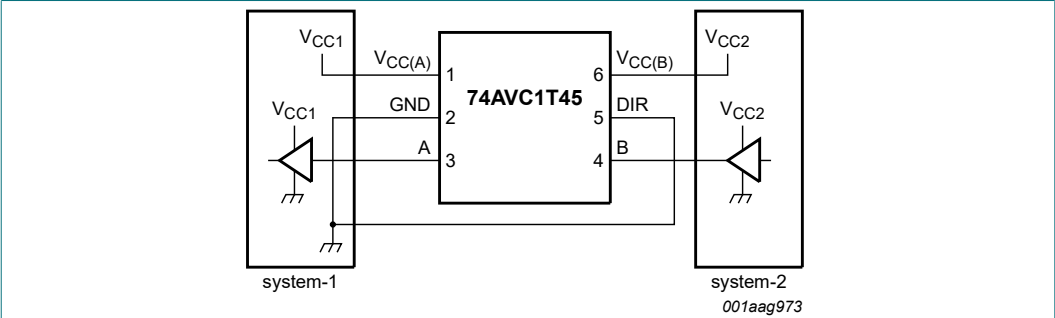 VCC1
VCC(A)
1
GND
2
VCC1
A
3
74AVC1T45
6
VCC(B)
VCC2
5
DIR
VCC2
4
B
system-1
system-2
001aag973